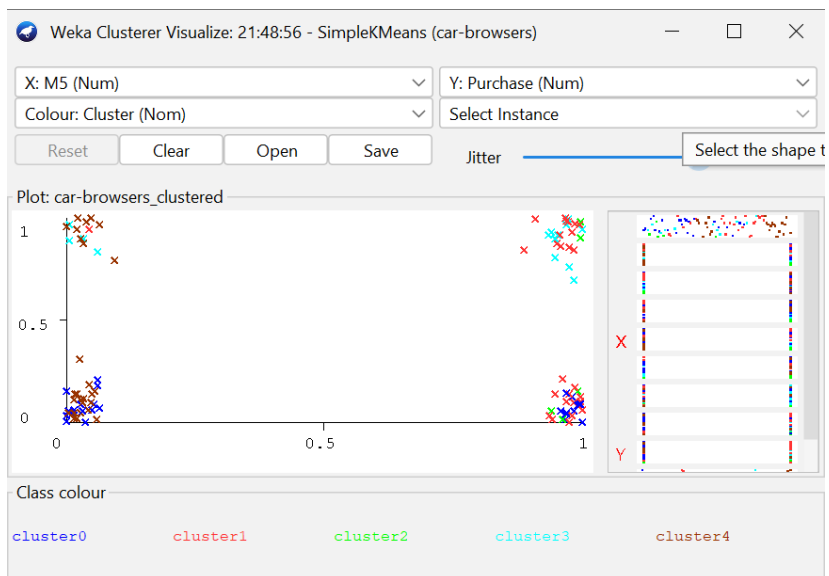 Weka Clusterer Visualize: 21:48:56 - SimpleKMeans (car-browsers)
X: M5 (Num) Y: Purchase (Num)
Colour: Cluster (Nom) Select Instance
Reset Clear Open Save Jitter Select the shape t
Plot: car-browsers_clustered
1
0.5
X
0
Y
0 0.5 1
Class colour
cluster0 cluster1 cluster2 cluster3 cluster4